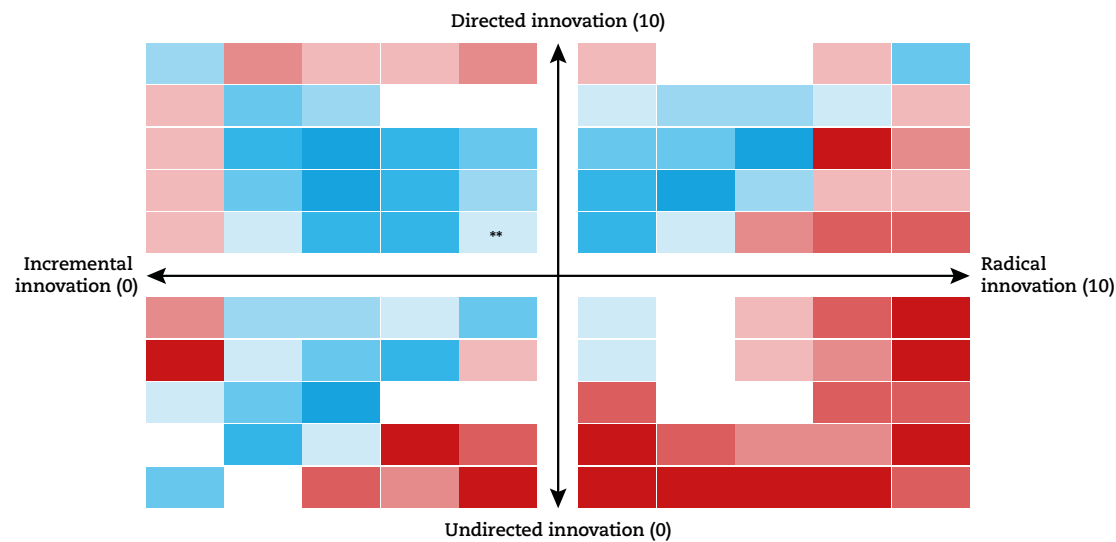 Directed innovation (10)
**
Incremental
innovation (0)
Radical
innovation (10)
Undirected innovation (0)